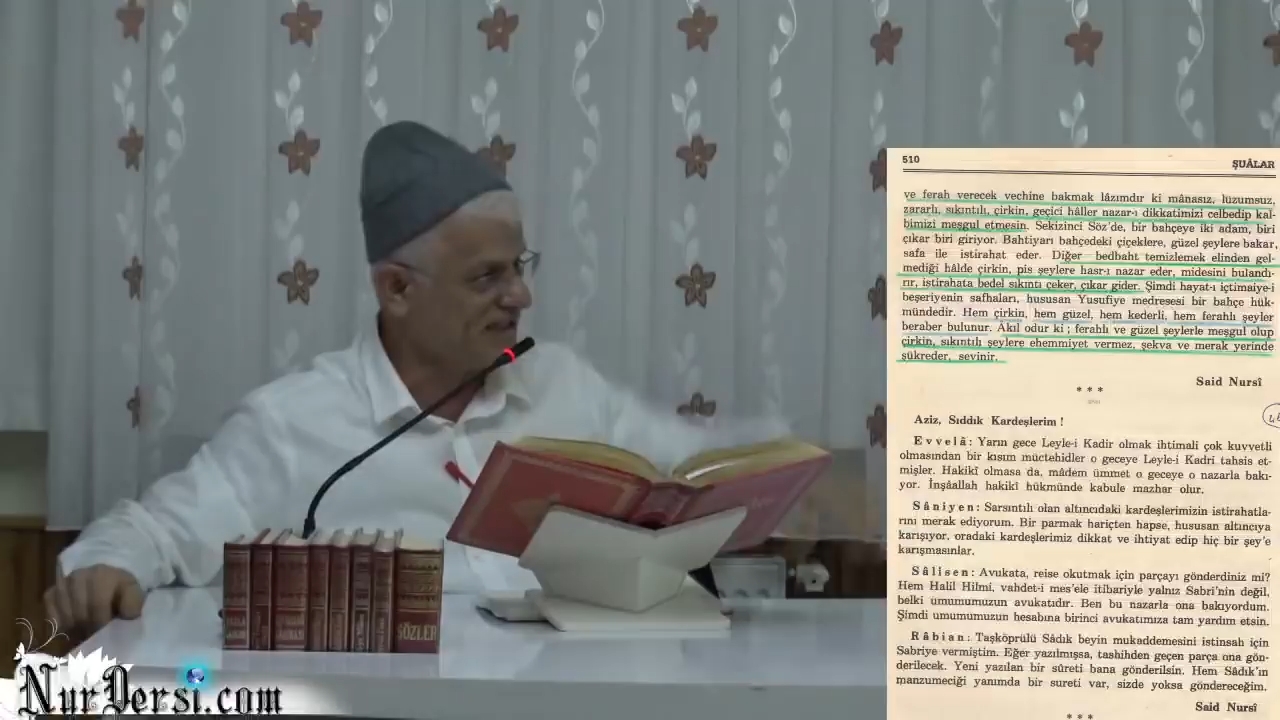 510
ŞUÂLAR
ve ferah verecek vechine bakmak lâzımdır ki mânasız, lüzumsuz,
zararlı, sıkıntılı, çirkin, geçici hâller nazar-ı dikkatimizi celbedip kal-
bimizi meşgul etmesin. Sekizinci Söz'de, bir bahçeye iki adam, biri
çıkar biri giriyor. Bahtiyarı bahçedeki çiçeklere, güzel şeylere bakar,
safa ile istirahat eder. Diğer bedbaht temizlemek elinden gel-
mediği hâlde çirkin, pis şeylere hasr-ı nazar eder, midesini bulandı-
rır, istirahata bedel sıkıntı çeker, çıkar gider. Şimdi hayat-ı içtimaiye-i
beşeriyenin safhaları, hususan Yusufiye medresesi bir bahçe hük-
mündedir. Hem çirkin, hem güzel, hem kederli, hem ferahlı şeyler
beraber bulunur. Âkıl odur ki ; ferahlı ve güzel şeylerle meşgul olup
çirkin, sıkıntılı şeylere ehemmiyet vermez, şekva ve merak yerinde
şükreder, sevinir.
Said Nursî
* * *
Aziz, Sıddık Kardeşlerim !
Evvelâ: Yarın gece Leyle-i Kadir olmak ihtimali çok kuvvetli
olmasından bir kısım müctehidler o geceye Leyle-i Kadri tahsis et-
mişler. Hakikî olmasa da, mâdem ümmet o geceye o nazarla bakı-
yor. İnşâallah hakikî hükmünde kabule mazhar olur.
Sâniyen: Sarsıntılı olan altıncıdaki kardeşlerimizin istirahatla-
rını merak ediyorum. Bir parmak hariçten hapse, hususan altıncıya
karışıyor, oradaki kardeşlerimiz dikkat ve ihtiyat edip hiç bir şey'e
karışmasınlar.
Sâlisen: Avukata, reise okutmak için parçayı gönderdiniz mi?
Hem Halil Hilmi, vahdet-i mes'ele itibariyle yalnız Sabri'nin değil,
belki umumumuzun avukatıdır. Ben bu nazarla ona bakıyordum.
Şimdi umumumuzun hesabına birinci avukatımıza tam yardım etsin.
Râbian: Taşköprülü Sâdık beyin mukaddemesini istinsah için
Sabriye vermiştim. Eğer yazılmışsa, tashihden geçen parça ona gön-
derilecek. Yeni yazılan bir sûreti bana gönderilsin. Hem Sâdık'ın
manzumeciği yanımda bir sureti var, sizde yoksa göndereceğim.
Said Nursî
* * *
SÖZLER
NurDersi.com